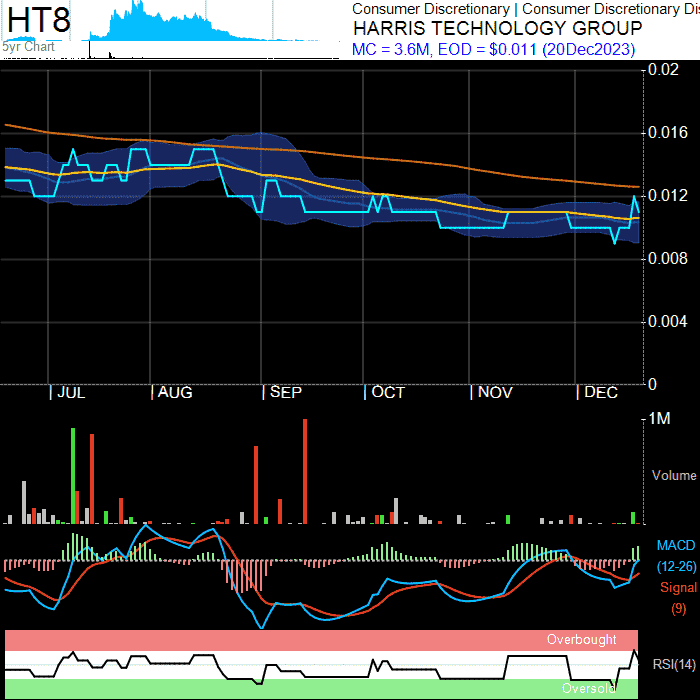 HT8
5yr Chart
Consumer Discretionary | Consumer Discretionary Dis
HARRIS TECHNOLOGY GROUP
MC = 3.6M, EOD = $0.011 (20Dec2023)
0.02
0.016
0.012
0.008
0.004
0
JUL AUG SEP OCT NOV DEC
1M
Volume
MACD
(12-26)
Signal
(9)
Overbought
RSI(14)
Oversold